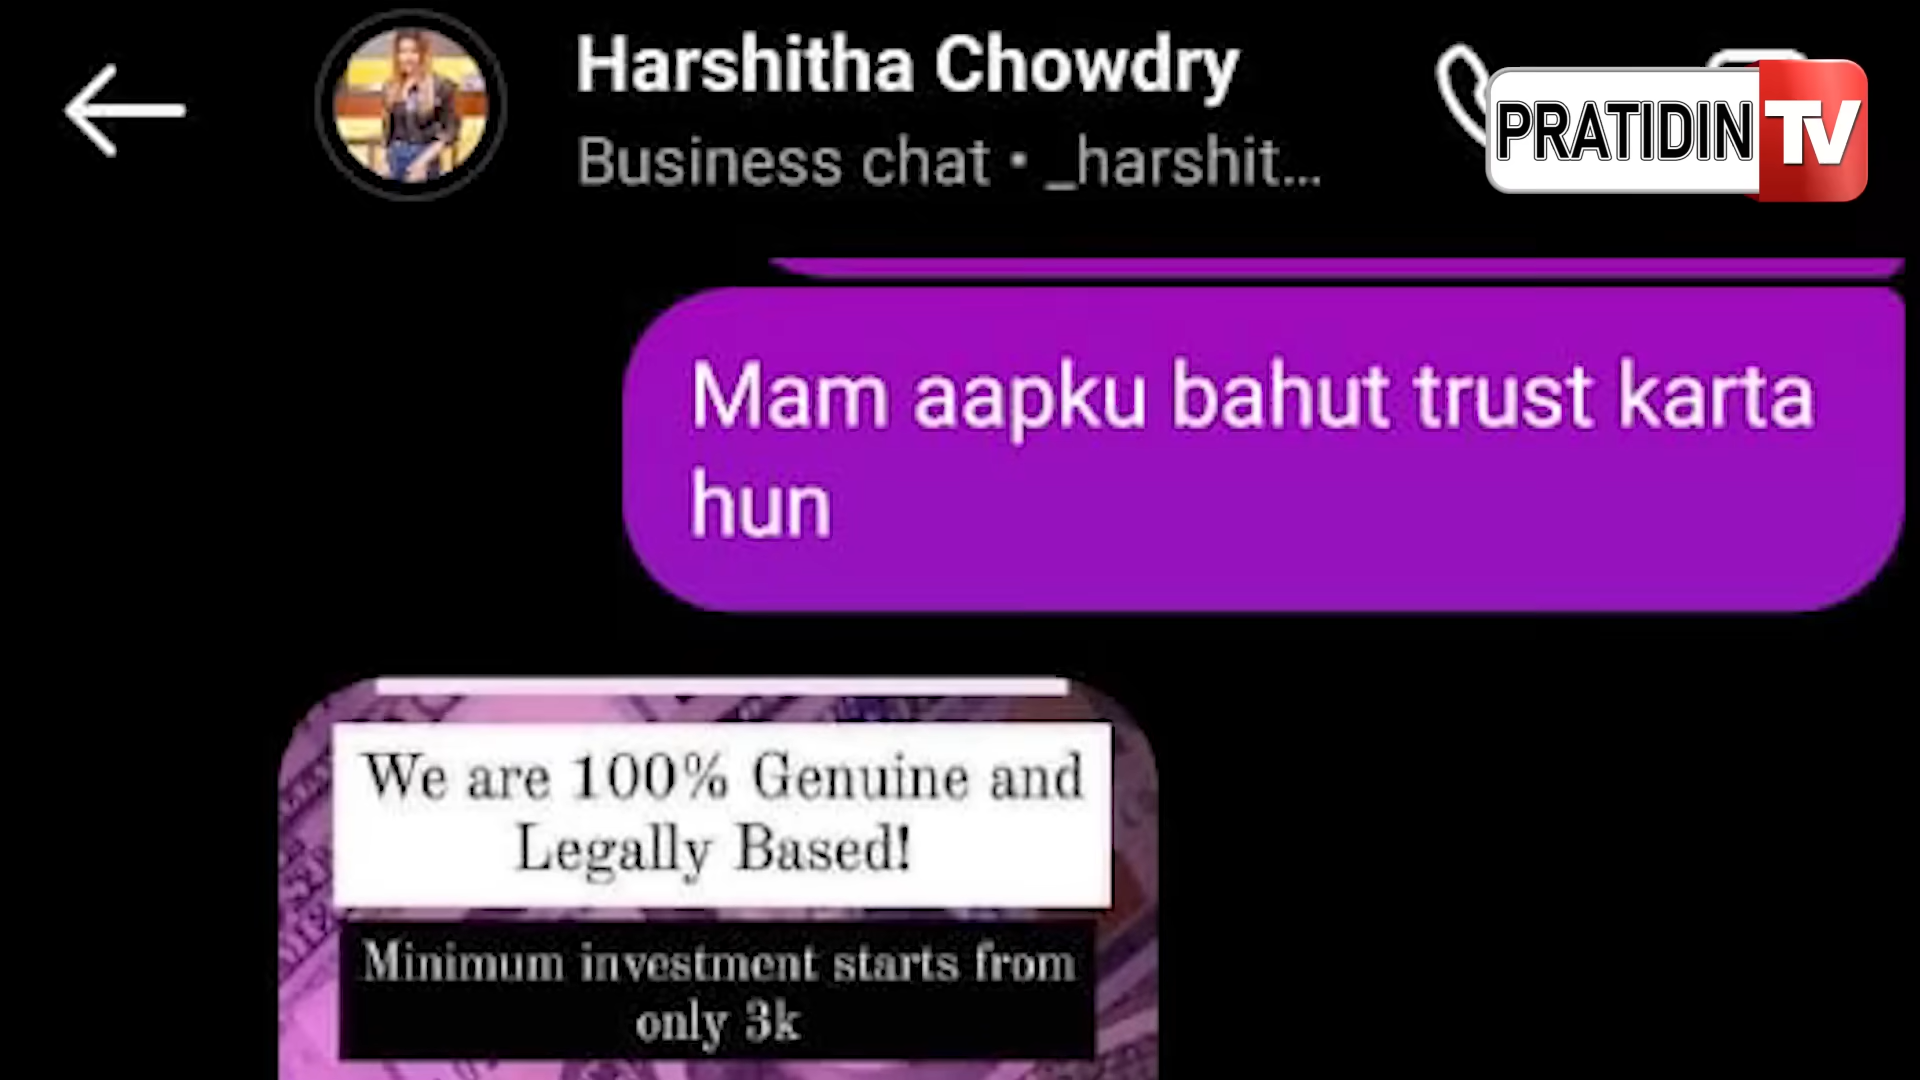 Harshitha Chowdry
Business chat • _harshit...
PRATIDIN TV
Mam aapku bahut trust karta
hun
We are 100% Genuine and
Legally Based!
Minimum investment starts from
only 3k